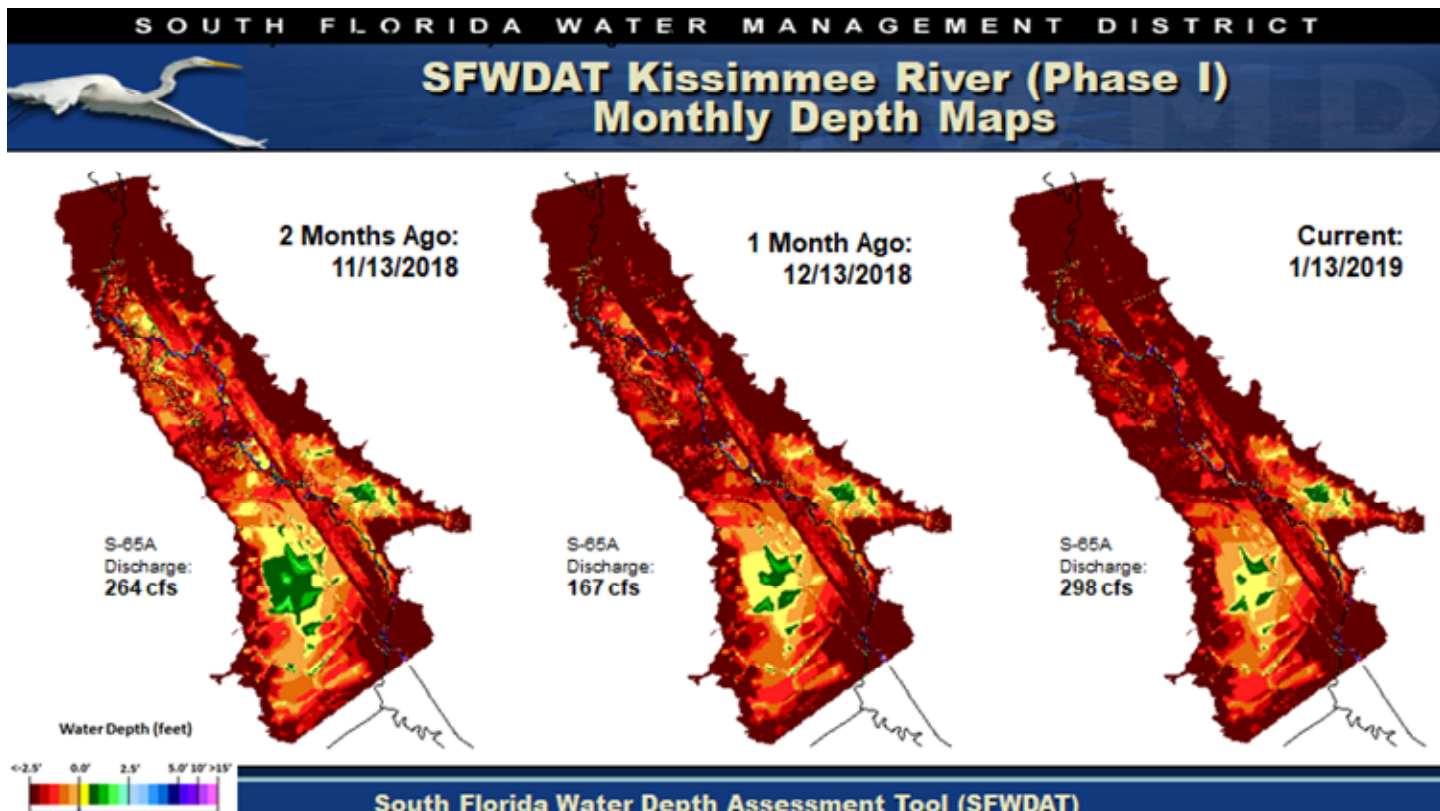 SOUTH FLORIDA WATER MANAGEMENT DISTRICT
SFWDAT Kissimmee River (Phase I)
Monthly Depth Maps
2 Months Ago:
11/13/2018
1 Month Ago:
12/13/2018
Current:
1/13/2019
S-65A
Discharge:
264 cfs
S-65A
Discharge:
167 cfs
S-65A
Discharge:
298 cfs
Water Depth (feet)
<-2.5' 0.0' 2.5' 5.0' 10' >15'
South Florida Water Depth Assessment Tool (SFWDAT)